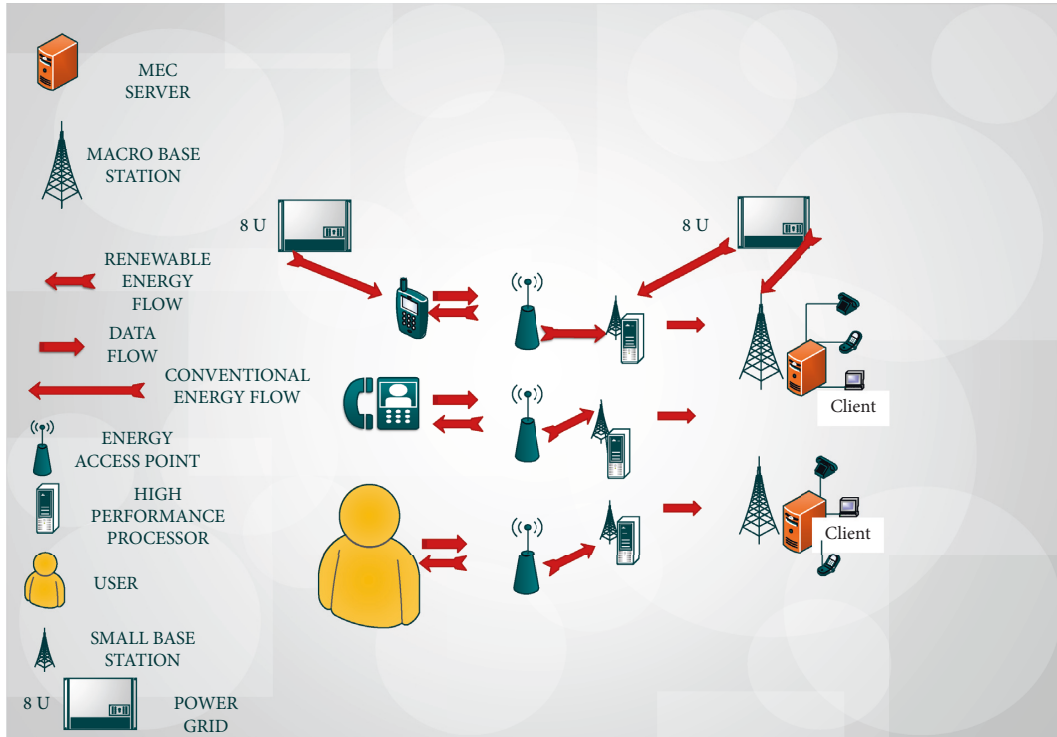 MEC
SERVER
MACRO BASE
STATION
8 U
8 U
RENEWABLE
ENERGY
FLOW
DATA
FLOW
CONVENTIONAL
ENERGY FLOW
Client
ENERGY
ACCESS POINT
HIGH
PERFORMANCE
PROCESSOR
Client
USER
SMALL BASE
STATION
8 U
POWER
GRID